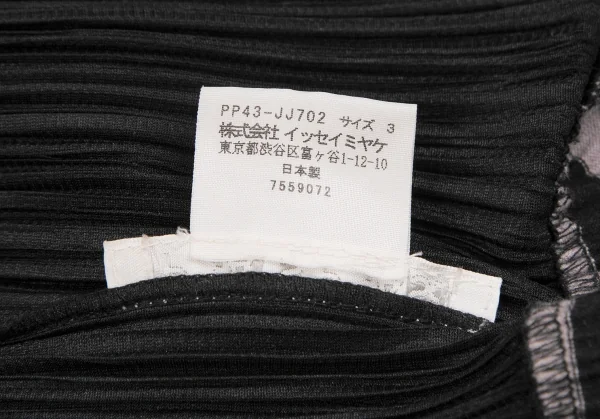 PP43-JJ702 サイズ 3
株式会社 イッセイミヤケ
東京都渋谷区富ヶ谷1-12-10
日本製
7559072